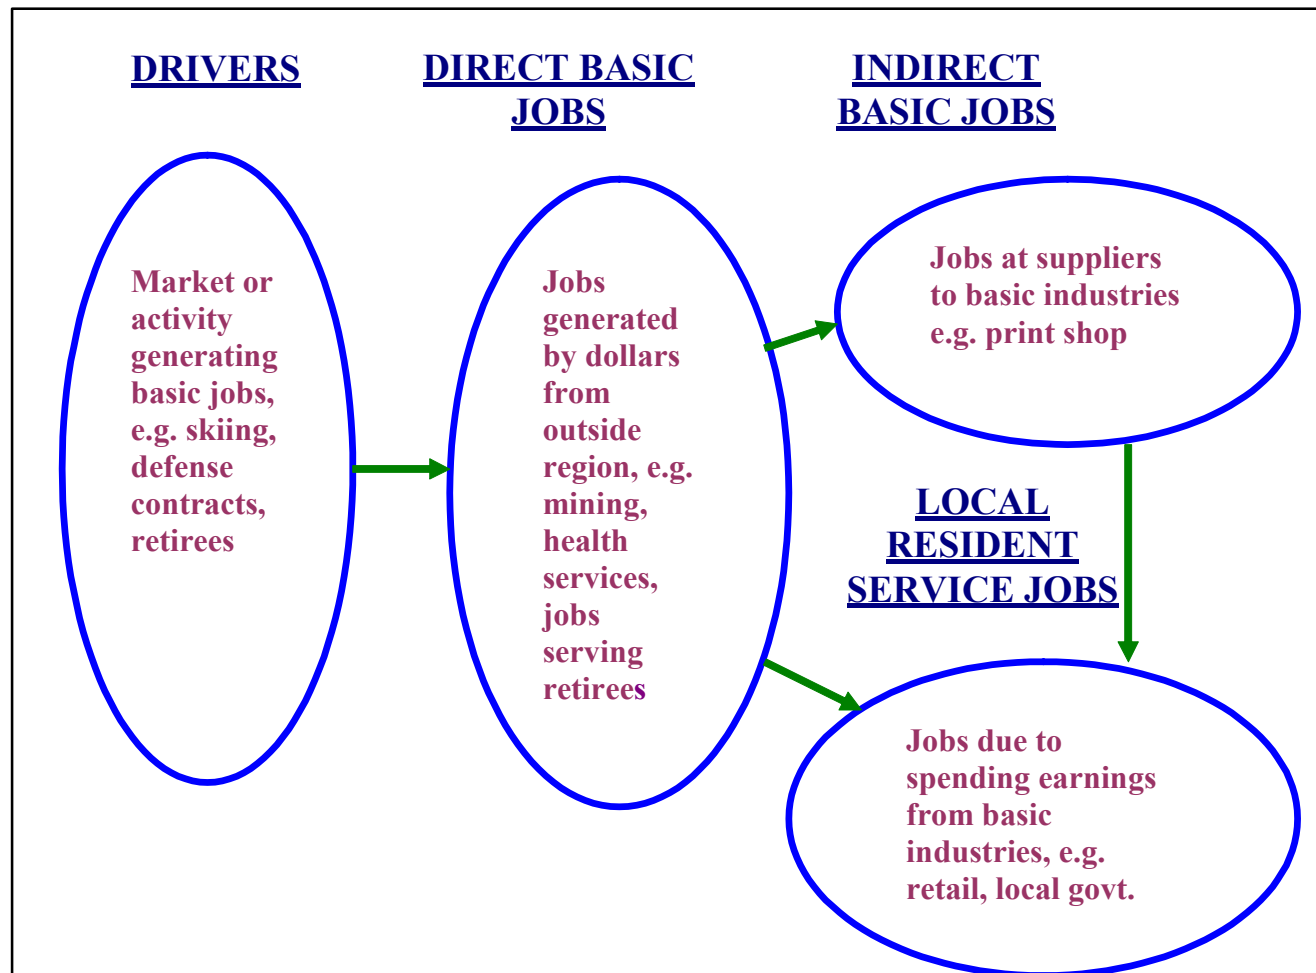 DRIVERS
DIRECT BASIC
JOBS
INDIRECT
BASIC JOBS
Market or
activity
generating
basic jobs,
e.g. skiing,
defense
contracts,
retirees
Jobs
generated
by dollars
from
outside
region, e.g.
mining,
health
services,
jobs
serving
retirees
Jobs at suppliers
to basic industries
e.g. print shop
LOCAL
RESIDENT
SERVICE JOBS
Jobs due to
spending earnings
from basic
industries, e.g.
retail, local govt.